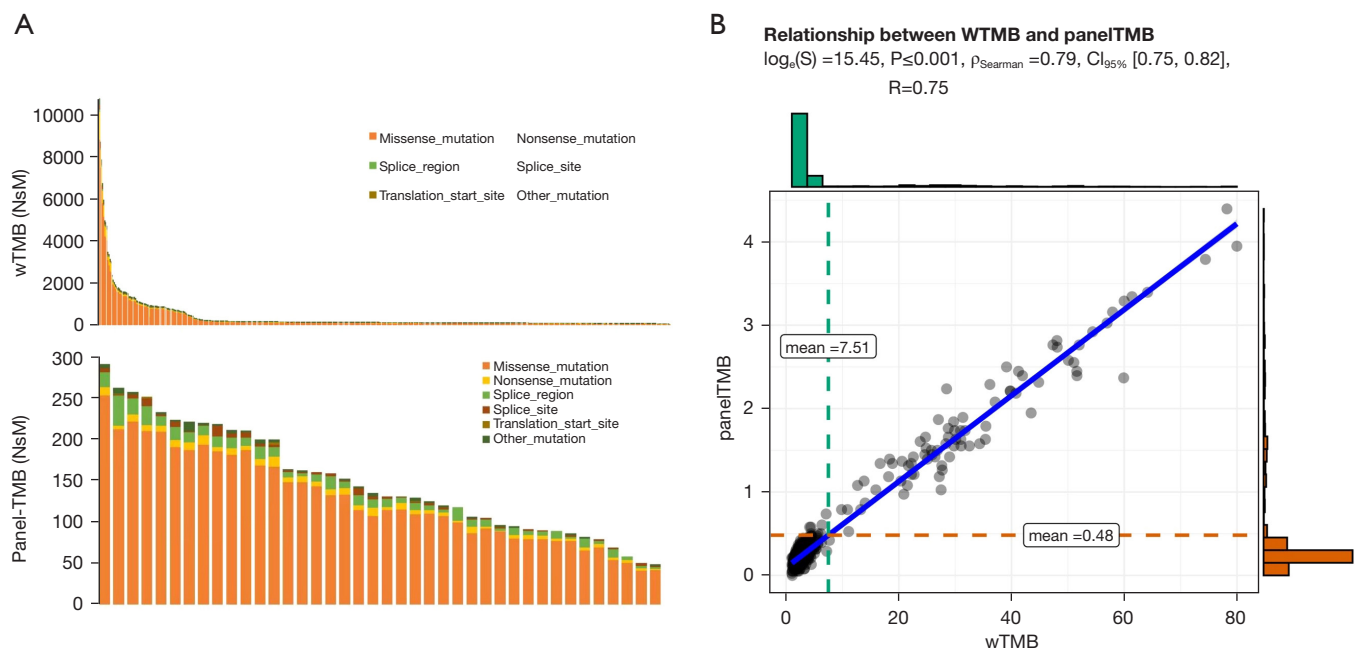 A
wTMB (NsM)
10000
8000
6000
4000
2000
0
Missense_mutation Nonsense_mutation
Splice_region Splice_site
Translation_start_site Other_mutation
Panel-TMB (NsM)
300
250
200
150
100
50
0
Missense_mutation
Nonsense_mutation
Splice_region
Splice_site
Translation_start_site
Other_mutation
B
Relationship between WTMB and panelTMB
logₑ(S) =15.45, P≤0.001, ρSearman =0.79, CI95% [0.75, 0.82],
R=0.75
panelTMB
4
3
2
1
0
mean =7.51
mean =0.48
0 20 40 60 80
wTMB